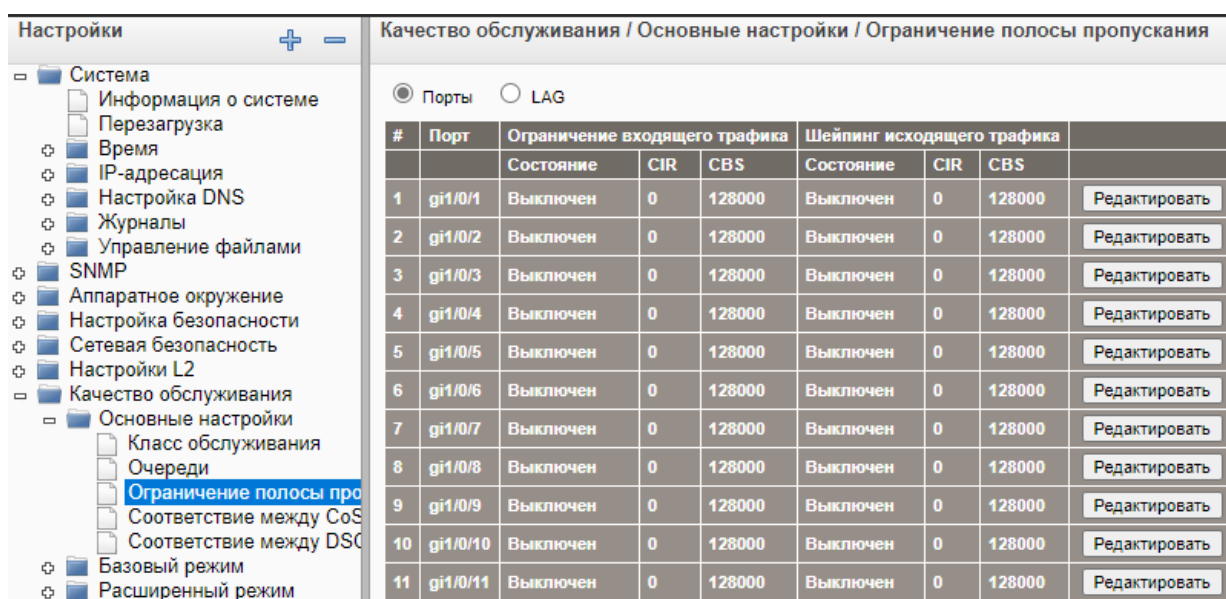 Настройки
Система
Информация о системе
Перезагрузка
Время
IP-адресация
Настройка DNS
Журналы
Управление файлами
SNMP
Аппаратное окружение
Настройка безопасности
Сетевая безопасность
Настройки L2
Качество обслуживания
Основные настройки
Класс обслуживания
Очереди
Ограничение полосы про
Соответствие между CoS
Соответствие между DSC
Базовый режим
Расширенный режим
Качество обслуживания / Основные настройки / Ограничение полосы пропускания
Порты LAG
# Порт Ограничение входящего трафика Шейпинг исходящего трафика
Состояние CIR CBS Состояние CIR CBS
1 gi1/0/1 Выключен 0 128000 Выключен 0 128000 Редактировать
2 gi1/0/2 Выключен 0 128000 Выключен 0 128000 Редактировать
3 gi1/0/3 Выключен 0 128000 Выключен 0 128000 Редактировать
4 gi1/0/4 Выключен 0 128000 Выключен 0 128000 Редактировать
5 gi1/0/5 Выключен 0 128000 Выключен 0 128000 Редактировать
6 gi1/0/6 Выключен 0 128000 Выключен 0 128000 Редактировать
7 gi1/0/7 Выключен 0 128000 Выключен 0 128000 Редактировать
8 gi1/0/8 Выключен 0 128000 Выключен 0 128000 Редактировать
9 gi1/0/9 Выключен 0 128000 Выключен 0 128000 Редактировать
10 gi1/0/10 Выключен 0 128000 Выключен 0 128000 Редактировать
11 gi1/0/11 Выключен 0 128000 Выключен 0 128000 Редактировать